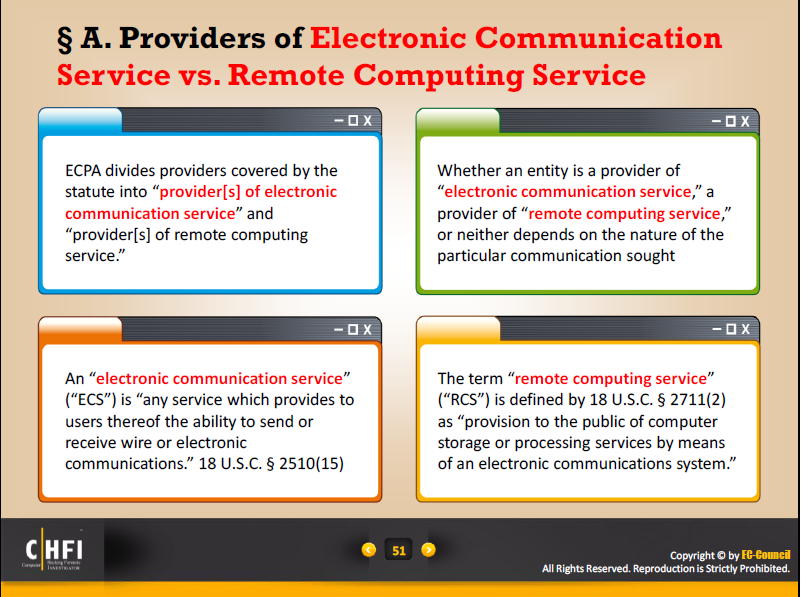 § A. Providers of Electronic Communication
Service vs. Remote Computing Service
ECPA divides providers covered by the
statute into “provider[s] of electronic
communication service” and
“provider[s] of remote computing
service.”
Whether an entity is a provider of
“electronic communication service,” a
provider of “remote computing service,”
or neither depends on the nature of the
particular communication sought
An “electronic communication service”
(“ECS”) is “any service which provides to
users thereof the ability to send or
receive wire or electronic
communications.” 18 U.S.C. § 2510(15)
The term “remote computing service”
(“RCS”) is defined by 18 U.S.C. § 2711(2)
as “provision to the public of computer
storage or processing services by means
of an electronic communications system.”
CHFI
Computer Hacking Forensic
INVESTIGATOR
51
Copyright © by EC-Council
All Rights Reserved. Reproduction is Strictly Prohibited.